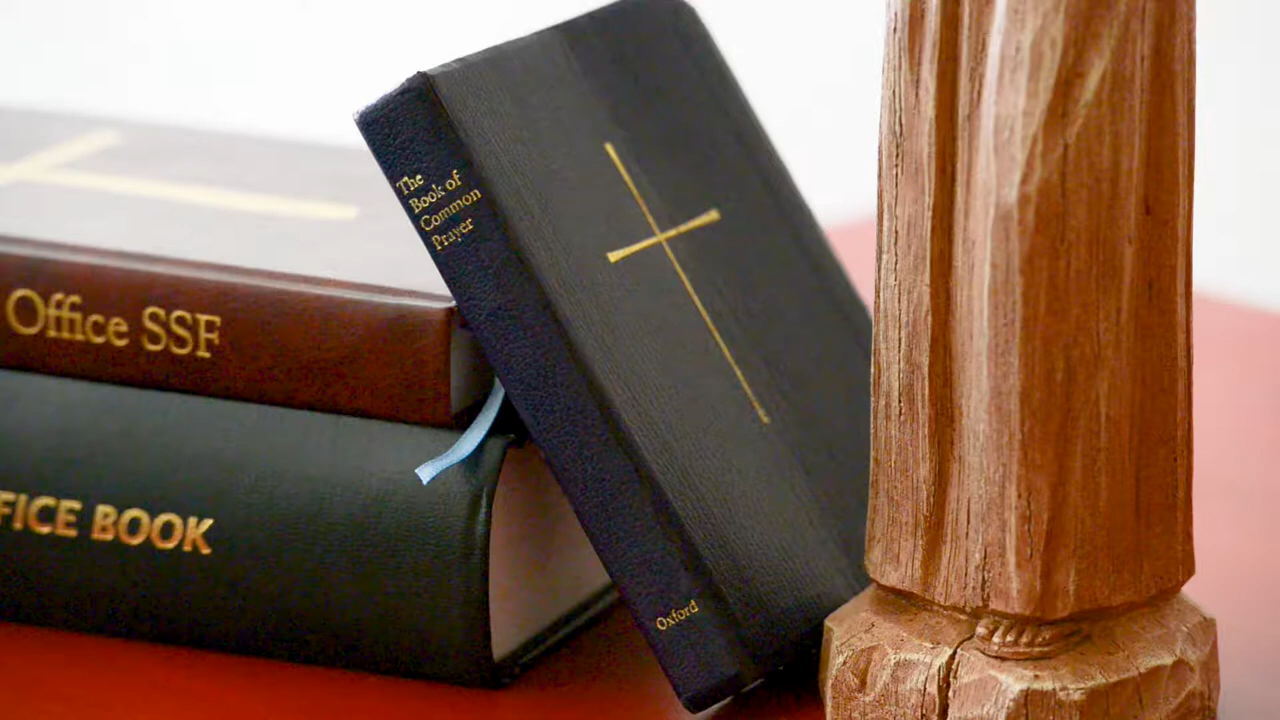 The
Book of
Common
Prayer
Oxford
Office SSF
FICE BOOK